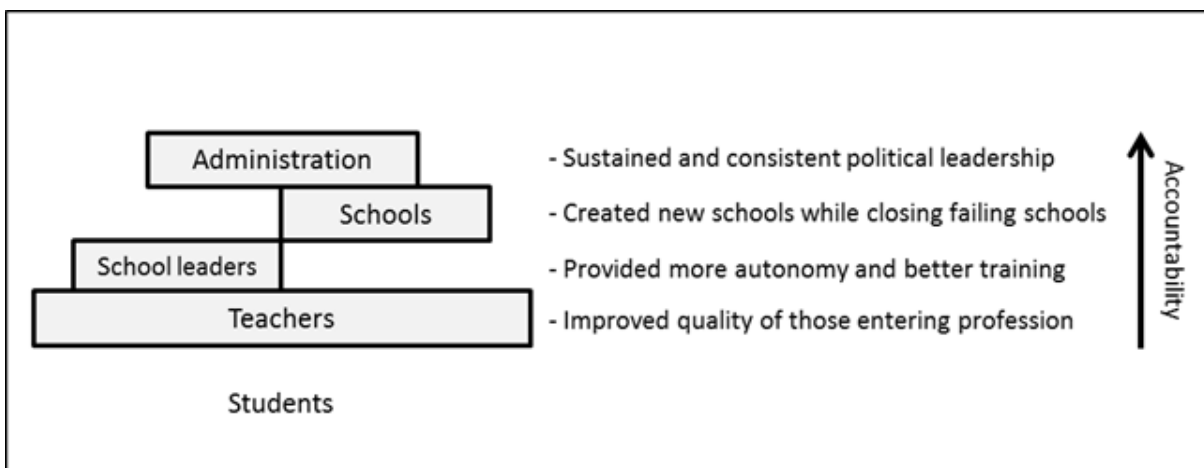 Administration
- Sustained and consistent political leadership
Schools
- Created new schools while closing failing schools
School leaders
- Provided more autonomy and better training
Teachers
- Improved quality of those entering profession
Students
Accountability